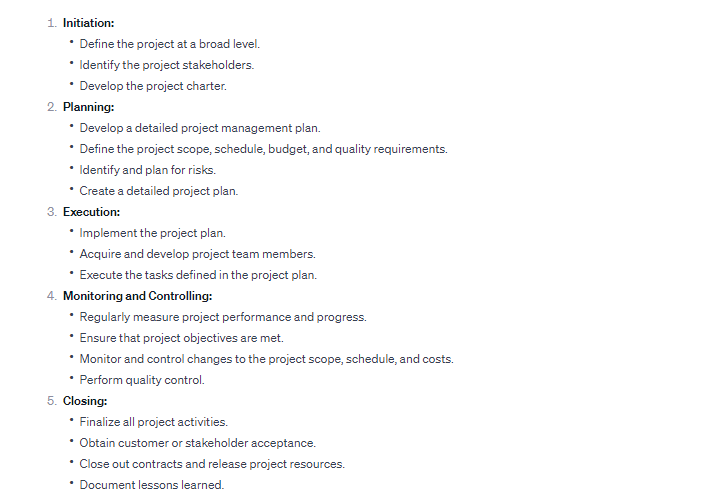 1. Initiation:
• Define the project at a broad level.
• Identify the project stakeholders.
• Develop the project charter.
2. Planning:
• Develop a detailed project management plan.
• Define the project scope, schedule, budget, and quality requirements.
• Identify and plan for risks.
• Create a detailed project plan.
3. Execution:
• Implement the project plan.
• Acquire and develop project team members.
• Execute the tasks defined in the project plan.
4. Monitoring and Controlling:
• Regularly measure project performance and progress.
• Ensure that project objectives are met.
• Monitor and control changes to the project scope, schedule, and costs.
• Perform quality control.
5. Closing:
• Finalize all project activities.
• Obtain customer or stakeholder acceptance.
• Close out contracts and release project resources.
• Document lessons learned.